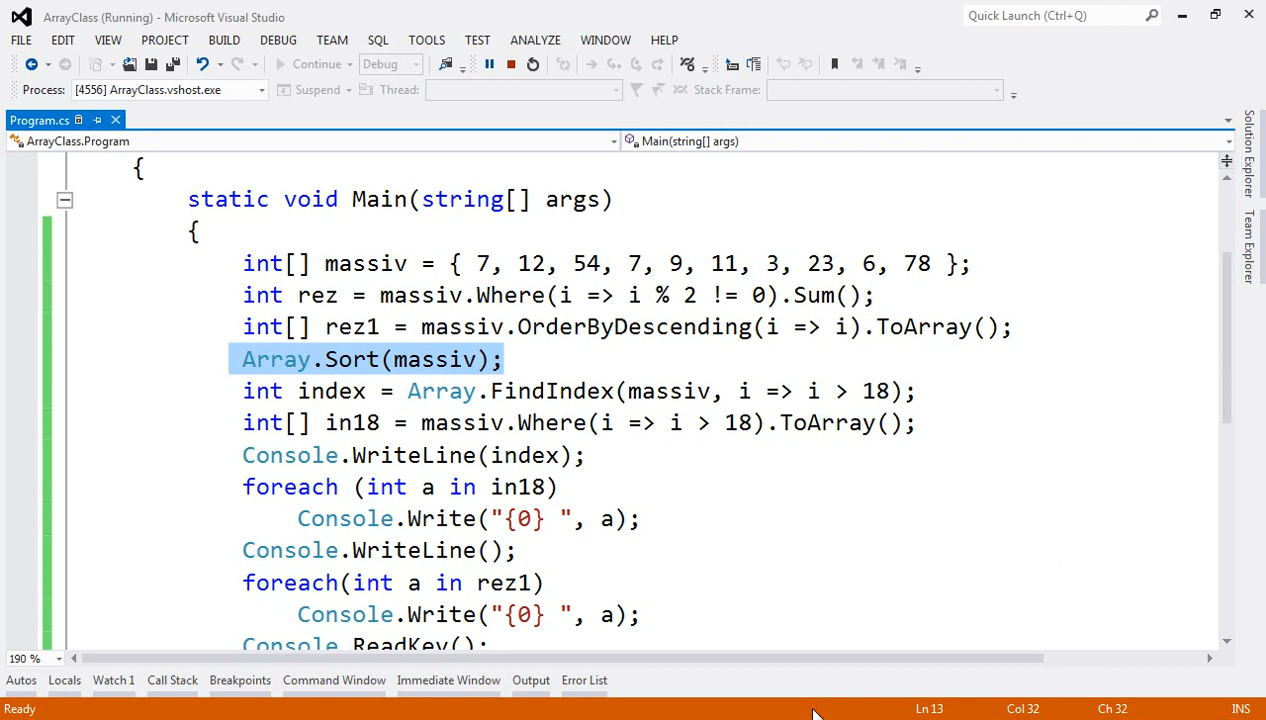 ArrayClass (Running) - Microsoft Visual Studio
Quick Launch (Ctrl+Q)
FILE EDIT VIEW PROJECT BUILD DEBUG TEAM SQL TOOLS TEST ANALYZE WINDOW HELP
Continue Debug
Process: [4556] ArrayClass.vshost.exe Suspend Thread: Stack Frame:
Program.cs
ArrayClass.Program Main(string[] args)
{
static void Main(string[] args)
{
int[] massiv = { 7, 12, 54, 7, 9, 11, 3, 23, 6, 78 };
int rez = massiv.Where(i => i % 2 != 0).Sum();
int[] rez1 = massiv.OrderByDescending(i => i).ToArray();
Array.Sort(massiv);
int index = Array.FindIndex(massiv, i => i > 18);
int[] in18 = massiv.Where(i => i > 18).ToArray();
Console.WriteLine(index);
foreach (int a in in18)
Console.Write("{0} ", a);
Console.WriteLine();
foreach(int a in rez1)
Console.Write("{0} ", a);
Console.ReadKey();
190 %
Autos Locals Watch 1 Call Stack Breakpoints Command Window Immediate Window Output Error List
Ready Ln 13 Col 32 Ch 32 INS
Solution Explorer
Team Explorer